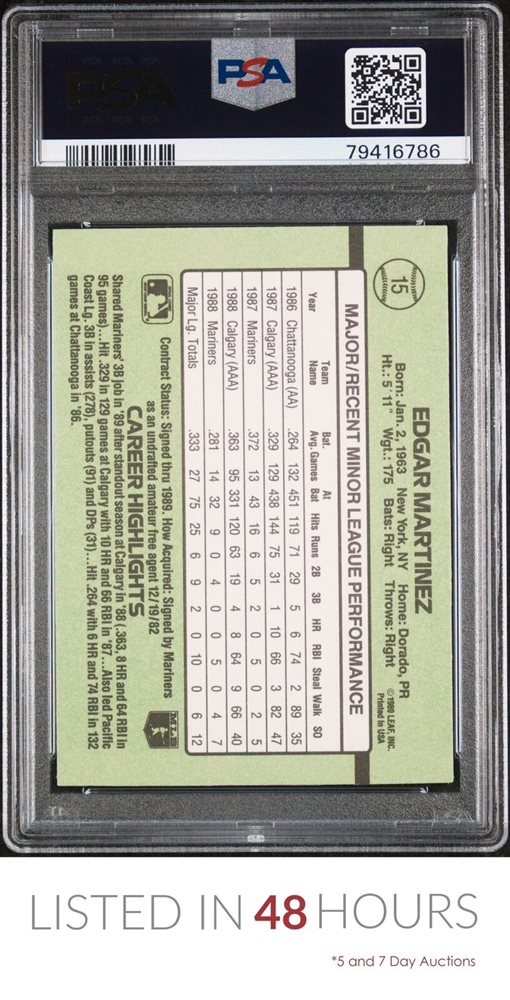 PSA
79416786
15
EDGAR MARTINEZ
Born: Jan. 2, 1963 New York, NY Home: Dorado, PR
Ht.: 5' 11" Wgt.: 175 Bats: Right Throws: Right
©1989 LEAF, INC.
Printed in USA
MAJOR/RECENT MINOR LEAGUE PERFORMANCE
Year Team Name Bat. Avg. Games At Bat Hits Runs 2B 3B HR RBI Steal Walk SO
1986 Chattanooga (AA) .264 132 451 119 71 29 5 6 74 2 89 35
1987 Calgary (AAA) .329 129 438 144 75 31 1 10 66 3 82 47
1987 Mariners .372 13 43 16 6 5 2 0 5 0 2 5
1988 Calgary (AAA) .363 95 331 120 63 19 4 8 64 9 66 40
1988 Mariners .281 14 32 9 0 4 0 0 5 0 4 7
Major Lg. Totals .333 27 75 25 6 9 2 0 10 0 6 12
Contract Status: Signed thru 1989. How Acquired: Signed by Mariners
as an undrafted amateur free agent 12/19/82
CAREER HIGHLIGHTS
Shared Mariners' 3B job in '89 after standout season at Calgary in '88 (.363, 8 HR and 64 RBI in
95 games)...Hit .329 in 129 games at Calgary with 10 HR and 66 RBI in '87...Also led Pacific
Coast Lg. 3B in assists (278), putouts (91) and DPs (31)...Hit .264 with 6 HR and 74 RBI in 132
games at Chattanooga in '86.
LISTED IN 48 HOURS
*5 and 7 Day Auctions